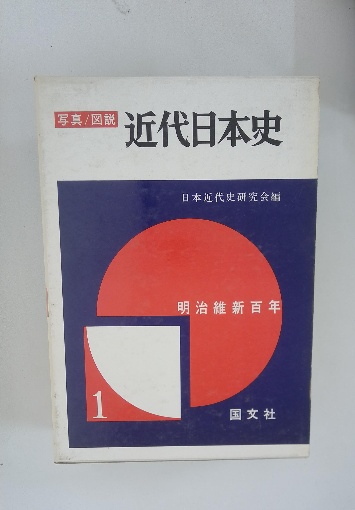 写真/図説 近代日本史
日本近代史研究会編
明治維新百年
1
国文社